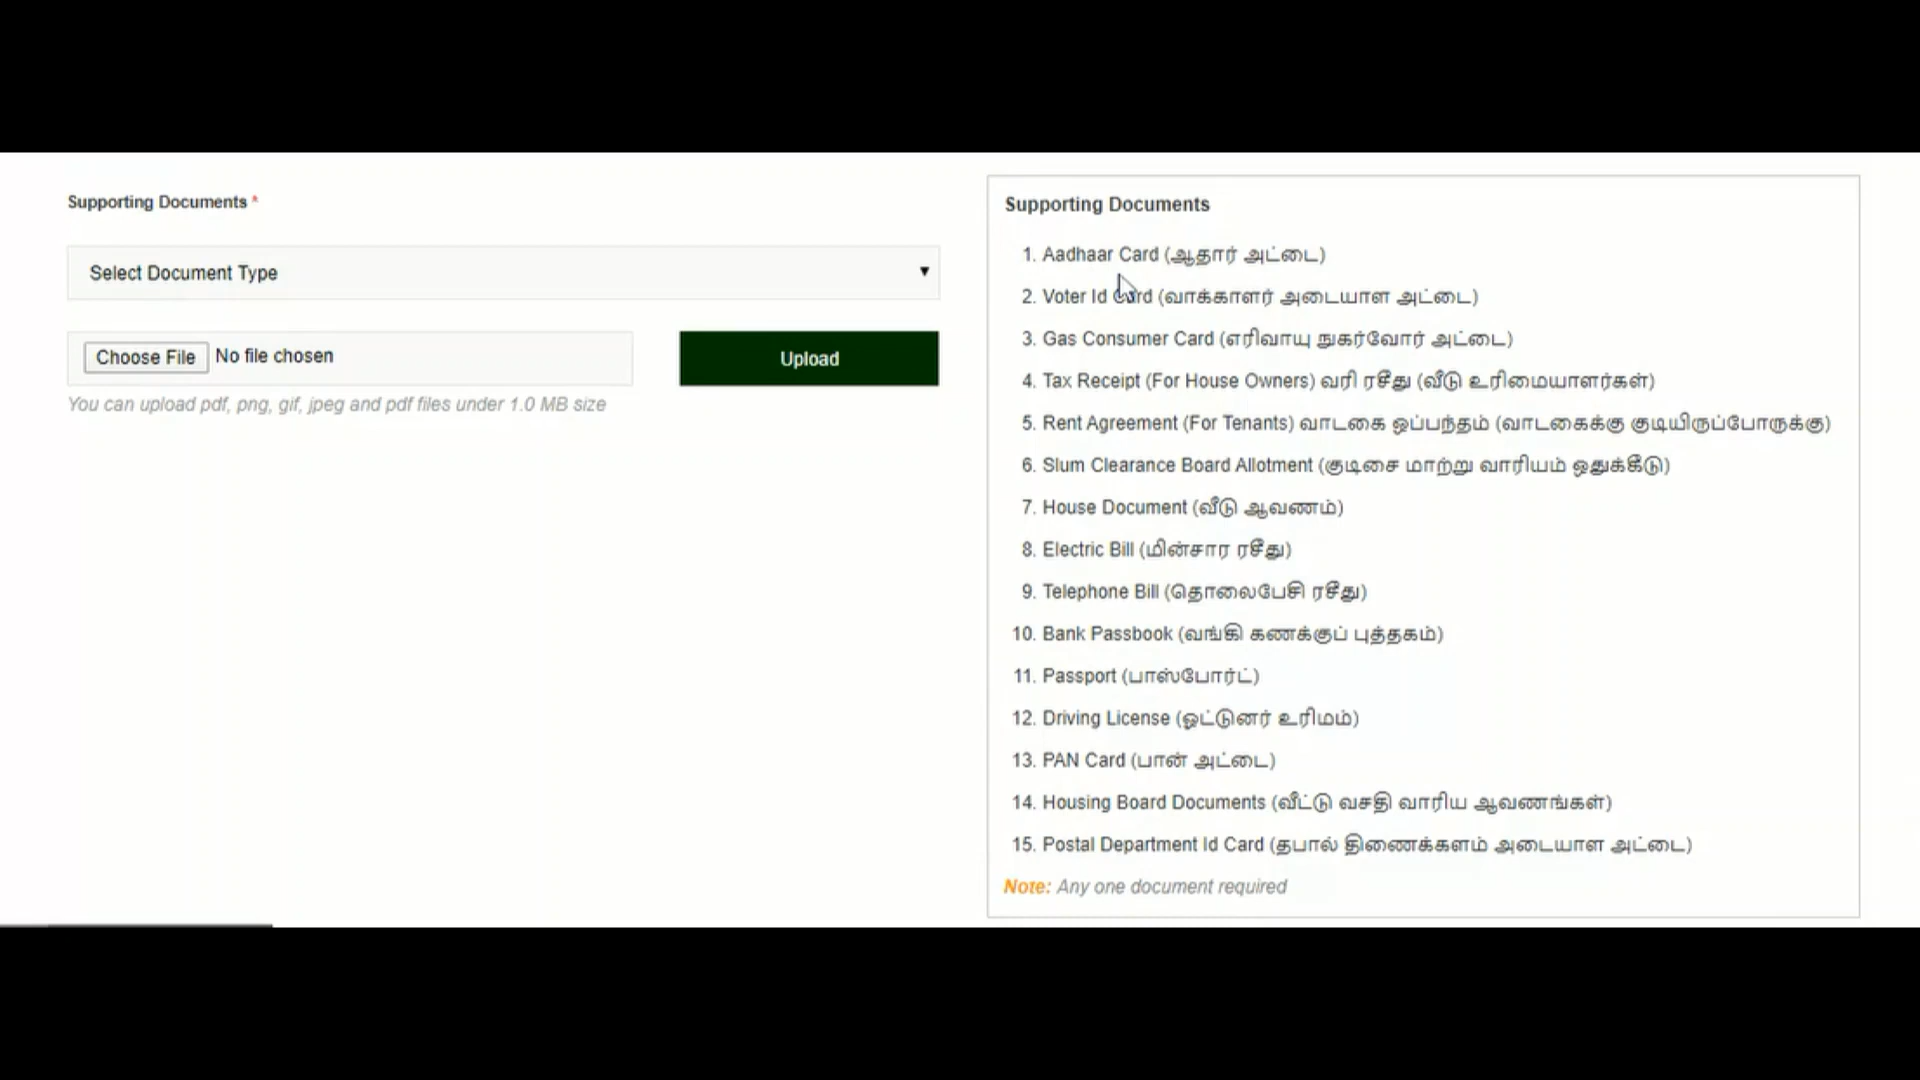 Supporting Documents *
Select Document Type
Choose File No file chosen
Upload
You can upload pdf, png, gif, jpeg and pdf files under 1.0 MB size
Supporting Documents
1. Aadhaar Card (ஆதார் அட்டை)
2. Voter Id Card (வாக்காளர் அடையாள அட்டை)
3. Gas Consumer Card (எரிவாயு நுகர்வோர் அட்டை)
4. Tax Receipt (For House Owners) வரி ரசீது (வீடு உரிமையாளர்கள்)
5. Rent Agreement (For Tenants) வாடகை ஒப்பந்தம் (வாடகைக்கு குடியிருப்போருக்கு)
6. Slum Clearance Board Allotment (குடிசை மாற்று வாரியம் ஒதுக்கீடு)
7. House Document (வீடு ஆவணம்)
8. Electric Bill (மின்சார ரசீது)
9. Telephone Bill (தொலைபேசி ரசீது)
10. Bank Passbook (வங்கி கணக்குப் புத்தகம்)
11. Passport (பாஸ்போர்ட்)
12. Driving License (ஓட்டுனர் உரிமம்)
13. PAN Card (பான் அட்டை)
14. Housing Board Documents (வீட்டு வசதி வாரிய ஆவணங்கள்)
15. Postal Department Id Card (தபால் திணைக்களம் அடையாள அட்டை)
Note: Any one document required